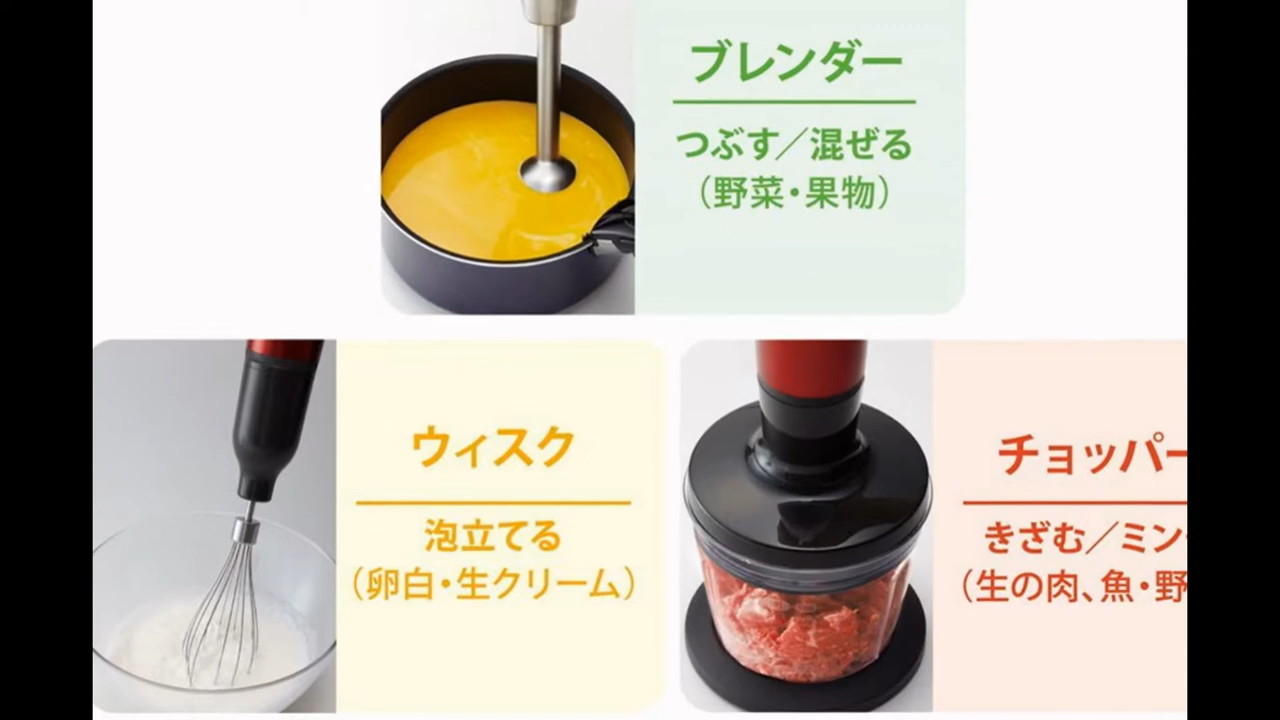 ブレンダー
つぶす／混ぜる
（野菜・果物）
ウィスク
泡立てる
（卵白・生クリーム）
チョッパー
きざむ／ミン
（生の肉、魚・野